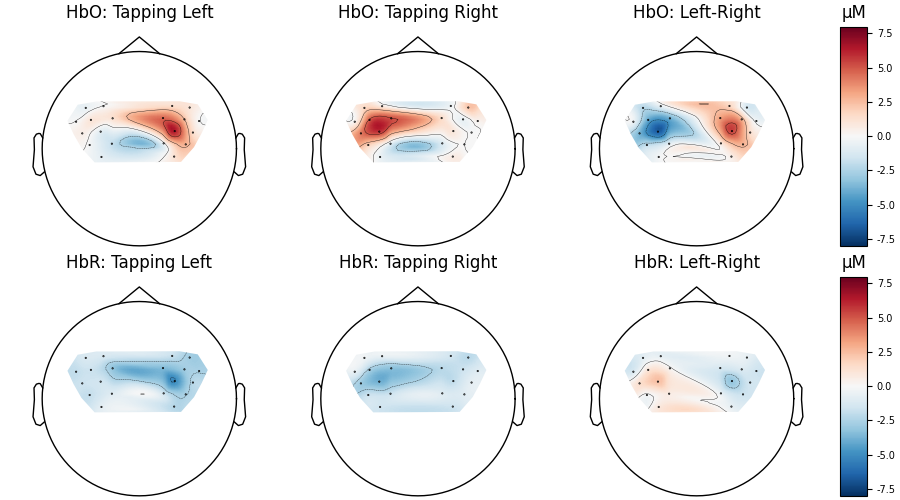 HbO: Tapping Left
HbO: Tapping Right
HbO: Left-Right
μM
7.5
5.0
2.5
0.0
-2.5
-5.0
-7.5
HbR: Tapping Left
HbR: Tapping Right
HbR: Left-Right
μM
7.5
5.0
2.5
0.0
-2.5
-5.0
-7.5